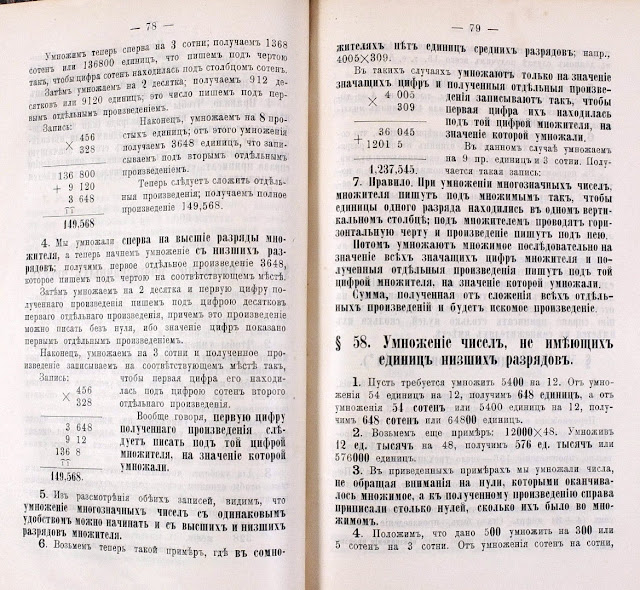 — 78 —
Умножимъ теперь сперва на 3 сотни; получаемъ 1368
сотенъ или 136800 единицъ, что пишемъ подъ чертою
такъ, чтобы цифра сотенъ находилась подъ столбцомъ сотенъ.
Затѣмъ умножаемъ на 2 десятка; получаемъ 912 де-
сятковъ или 9120 единицъ; это число пишемъ подъ пер-
вымъ отдѣльнымъ произведеніемъ.
Запись:
× 456
328
136 800
+ 9 120
3 648
149,568
Наконецъ, умножаемъ на 8 про-
стыхъ единицъ; отъ этого умноженія
получаемъ 3648 единицъ, что запи-
сываемъ подъ вторымъ отдѣльнымъ
произведеніемъ.
Теперь слѣдуетъ сложить отдѣль-
ныя произведенія; получаемъ полное
произведеніе 149,568.
4. Мы умножали сперва на высшіе разряды мно-
жителя, а теперь начнемъ умноженіе съ низшихъ раз-
рядовъ; получимъ первое отдѣльное произведеніе 3648,
которое пишемъ подъ чертою на соотвѣтствующемъ мѣстѣ.
Затѣмъ умножаемъ на 2 десятка и первую цифру по-
лученнаго произведенія пишемъ подъ цифрою десятковъ
перваго отдѣльнаго произведенія, причемъ это произведеніе
можно писать безъ нуля, ибо значеніе цифръ показано
первымъ отдѣльнымъ произведеніемъ.
Наконецъ, умножаемъ на 3 сотни и полученное про-
изведеніе записываемъ на соотвѣтствующемъ мѣстѣ такъ,
чтобы первая цифра его находи-
лась подъ цифрою сотенъ второго
отдѣльнаго произведенія.
Запись:
× 456
328
3 648
9 12
136 8
149,568
Вообще говоря, первую цифру
полученнаго произведенія слѣ-
дуетъ писать подъ той цифрой
множителя, на значеніе которой
умножали.
5. Изъ разсмотрѣнія обѣихъ записей, видимъ, что
умноженіе многозначныхъ чиселъ съ одинаковымъ
удобствомъ можно начинать и съ высшихъ и низшихъ
разрядовъ множителя.
6. Возьмемъ теперь такой примѣръ, гдѣ въ сомно-
— 79 —
жителяхъ нѣтъ единицъ среднихъ разрядовъ; напр.,
4005×309.
Въ такихъ случаяхъ умножаютъ только на значеніе
значащихъ цифръ и полученныя отдѣльныя произве-
денія записываютъ такъ, чтобы
первая цифра ихъ находилась
подъ той цифрой множителя, на
значеніе которой умножали.
× 4 005
309
36 045
+ 1201 5
1,237,545.
Въ данномъ случаѣ умножаемъ
на 9 пр. единицъ и 3 сотни. Полу-
чается такая запись:
7. Правило. При умноженіи многозначныхъ чиселъ,
множителя пишутъ подъ множимымъ такъ, чтобы
единицы одного разряда находились въ одномъ верти-
кальномъ столбцѣ; подъ множителемъ проводятъ гори-
зонтальную черту и произведеніе пишутъ подъ нею.
Потомъ умножаютъ множимое послѣдовательно на
значеніе всѣхъ значащихъ цифръ множителя и по-
лученныя отдѣльныя произведенія пишутъ подъ той
цифрой множителя, на значеніе которой умножали.
Сумма, полученная отъ сложенія всѣхъ отдѣль-
ныхъ произведеній и будетъ искомое произведеніе.
§ 58. Умноженіе чиселъ, не имѣющихъ
единицъ низшихъ разрядовъ.
1. Пусть требуется умножить 5400 на 12. Отъ умно-
женія 54 единицъ на 12, получимъ 648 единицъ, а отъ
умноженія 54 сотенъ или 5400 единицъ на 12, полу-
чимъ 648 сотенъ или 64800 единицъ.
2. Возьмемъ еще примѣръ: 12000×48. Умноживъ
12 ед. тысячъ на 48, получимъ 576 ед. тысячъ или
576000 единицъ.
3. Въ приведенныхъ примѣрахъ мы умножали числа,
не обращая вниманія на нули, которыми оканчива-
лось множимое, а къ полученному произведенію справа
приписали столько нулей, сколько ихъ было во мно-
жимомъ.
4. Положимъ, что дано 500 умножить на 300 или
5 сотенъ на 3 сотни. Отъ умноженія сотенъ на сотни,